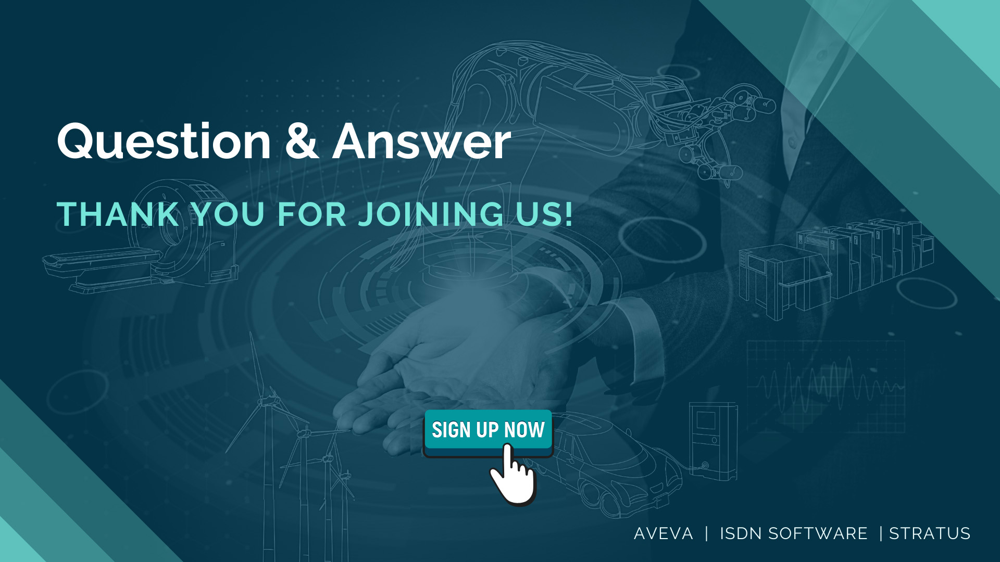 Question & Answer
THANK YOU FOR JOINING US!
SIGN UP NOW
AVEVA | ISDN SOFTWARE | STRATUS